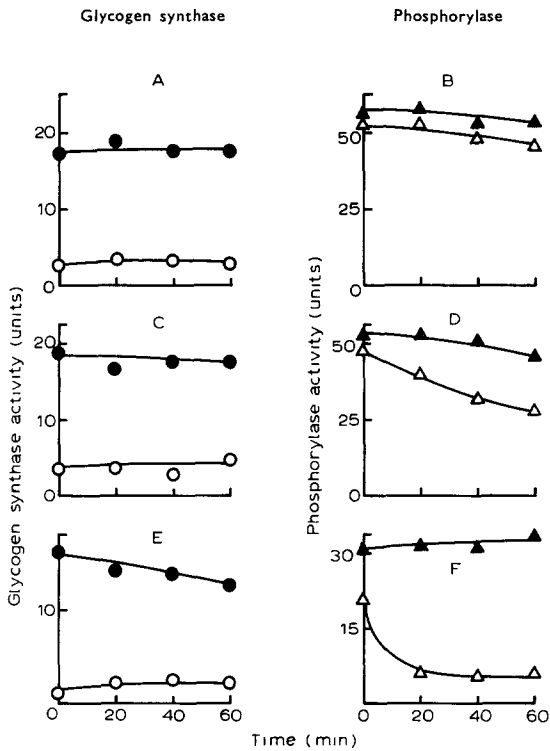 Glycogen synthase
Phosphorylase
A
B
20
10
0
50
25
0
C
D
20
10
0
50
25
0
E
F
10
30
15
0 20 40 60
0 20 40 60
Glycogen synthase activity (units)
Phosphorylase activity (units)
Time (min)